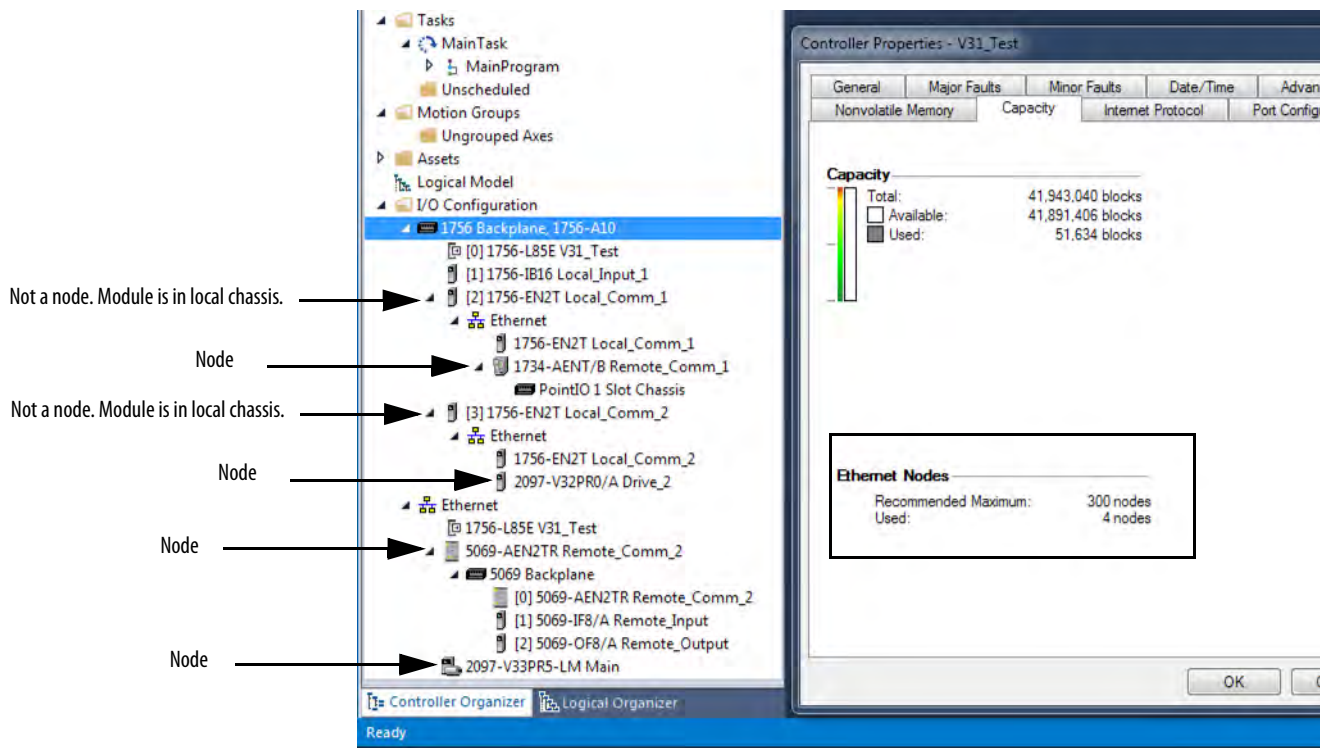 Tasks
MainTask
MainProgram
Unscheduled
Motion Groups
Ungrouped Axes
Assets
Logical Model
I/O Configuration
1756 Backplane, 1756-A10
[0] 1756-L85E V31_Test
[1] 1756-IB16 Local_Input_1
Not a node. Module is in local chassis.
[2] 1756-EN2T Local_Comm_1
Ethernet
1756-EN2T Local_Comm_1
Node
1734-AENT/B Remote_Comm_1
PointIO 1 Slot Chassis
Not a node. Module is in local chassis.
[3] 1756-EN2T Local_Comm_2
Ethernet
1756-EN2T Local_Comm_2
Node
2097-V32PR0/A Drive_2
Ethernet
1756-L85E V31_Test
Node
5069-AEN2TR Remote_Comm_2
5069 Backplane
[0] 5069-AEN2TR Remote_Comm_2
[1] 5069-IF8/A Remote_Input
[2] 5069-OF8/A Remote_Output
Node
2097-V33PR5-LM Main
Controller Organizer Logical Organizer
Ready
Controller Properties - V31_Test
General Major Faults Minor Faults Date/Time Advan
Nonvolatile Memory Capacity Internet Protocol Port Config
Capacity
Total: 41,943,040 blocks
Available: 41,891,406 blocks
Used: 51,634 blocks
Ethernet Nodes
Recommended Maximum: 300 nodes
Used: 4 nodes
OK